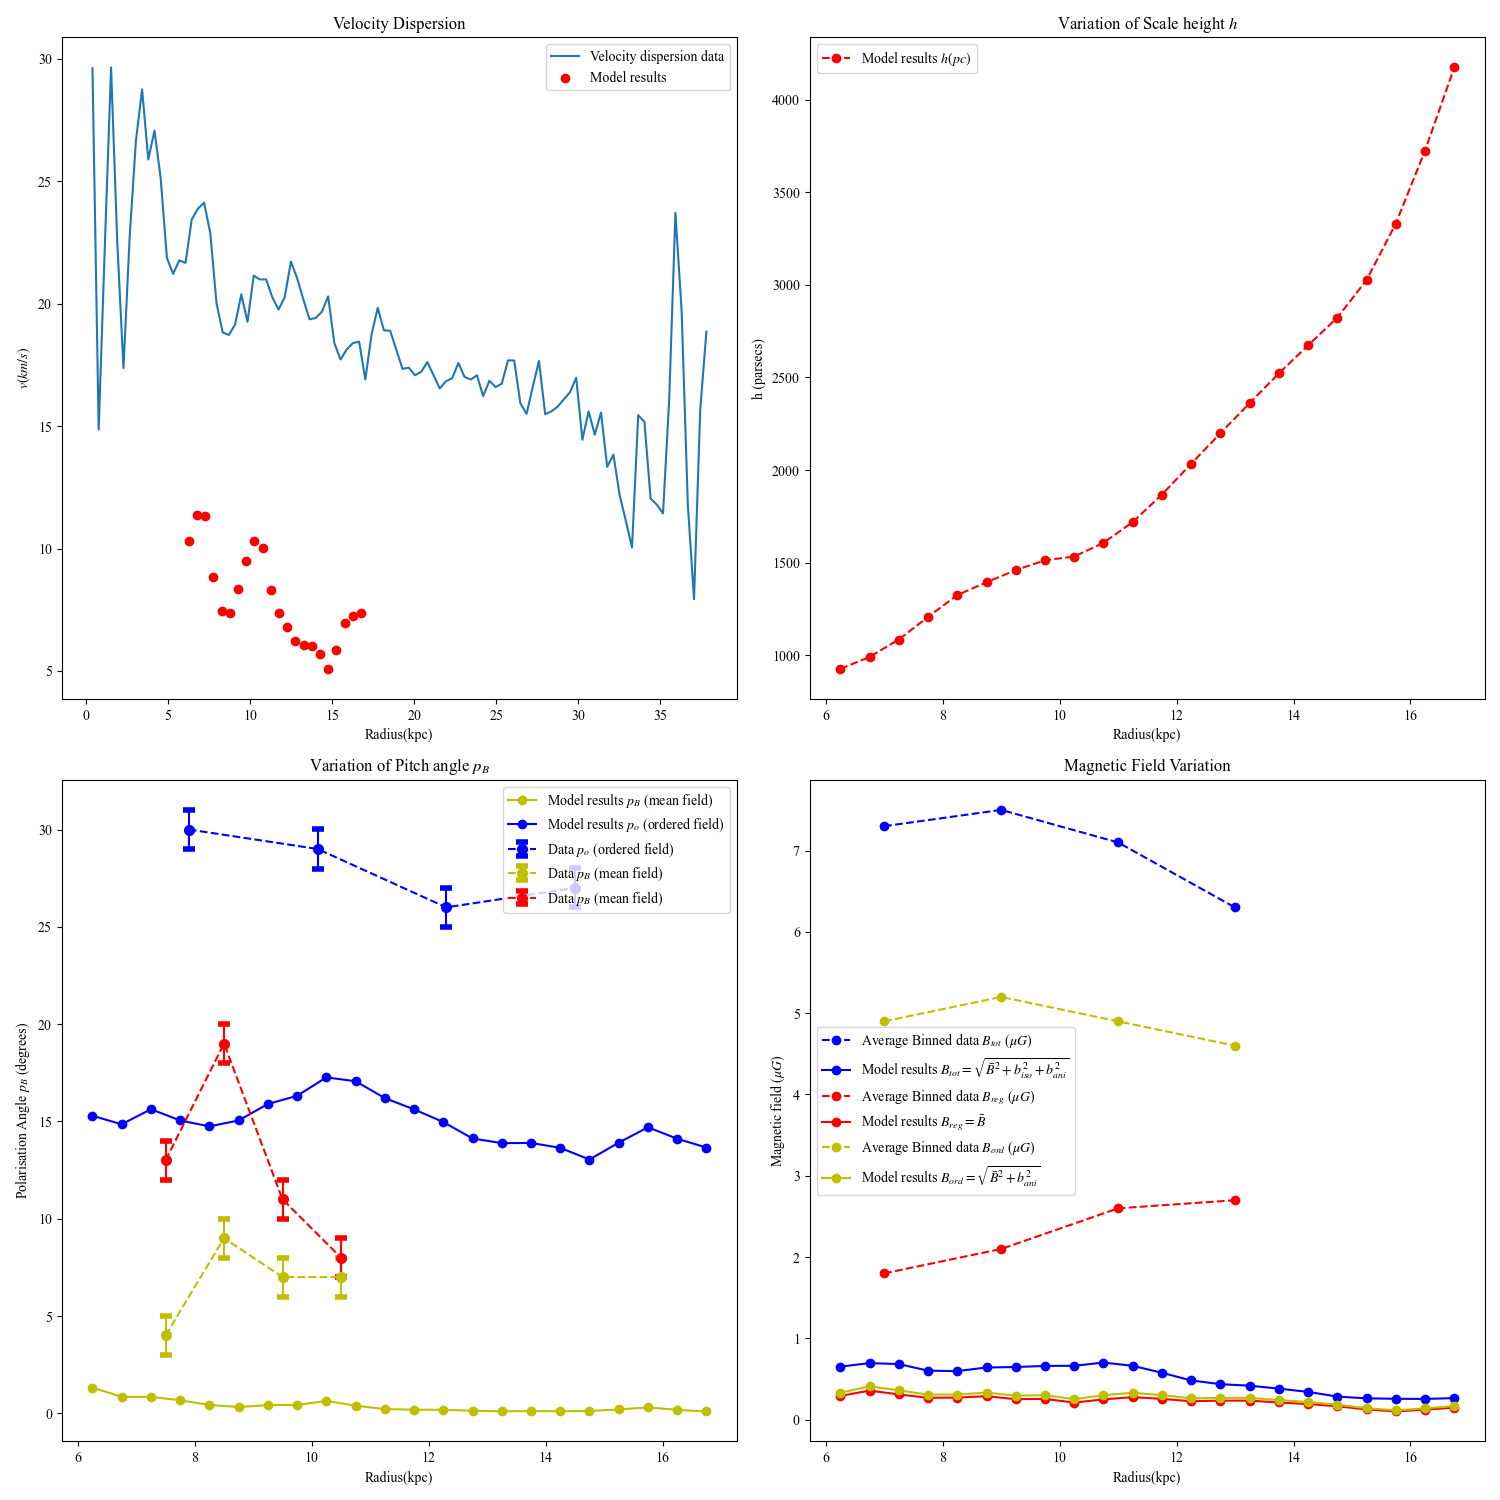 Velocity Dispersion
Velocity dispersion data
Model results
30
25
20
15
10
5
v(km/s)
0 5 10 15 20 25 30 35
Radius(kpc)
Variation of Scale height h
Model results h(pc)
4000
3500
3000
2500
2000
1500
1000
h (parsecs)
6 8 10 12 14 16
Radius(kpc)
Variation of Pitch angle p_B
Model results p_B (mean field)
Model results p_o (ordered field)
Data p_o (ordered field)
Data p_B (mean field)
Data p_B (mean field)
30
25
20
15
10
5
0
Polarisation Angle p_B (degrees)
6 8 10 12 14 16
Radius(kpc)
Magnetic Field Variation
7
6
5
4
3
2
1
0
Magnetic field (μG)
Average Binned data B_tot (μG)
Model results B_tot = √(B̄² + b²_iso + b²_ani)
Average Binned data B_reg (μG)
Model results B_reg = B̄
Average Binned data B_ord (μG)
Model results B_ord = √(B̄² + b²_ani)
6 8 10 12 14 16
Radius(kpc)